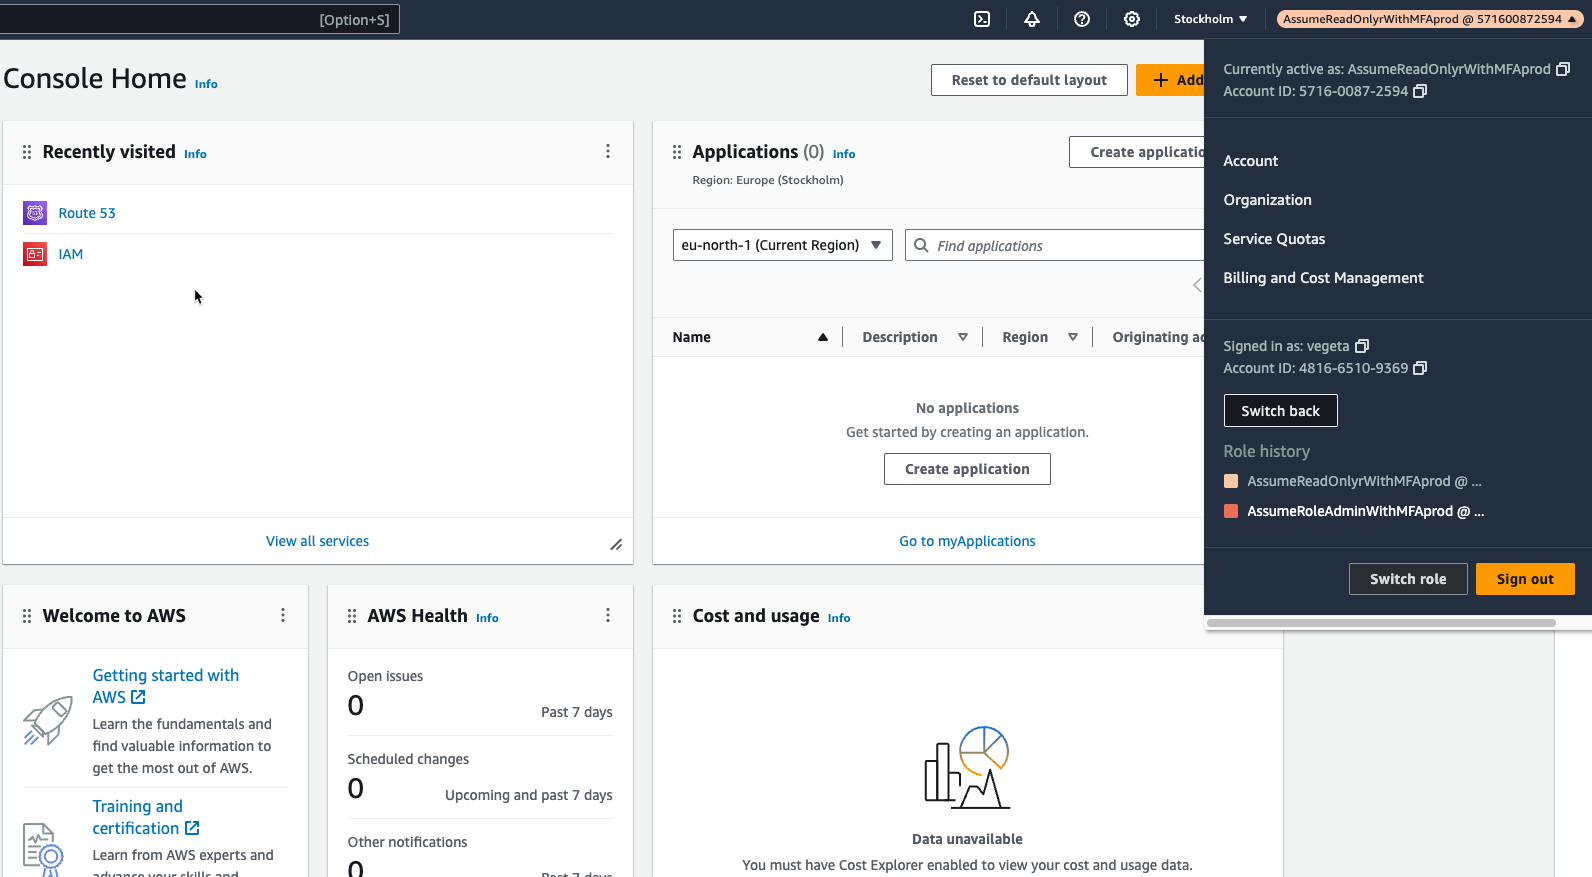 [Option+S]
Stockholm
AssumeReadOnlyrWithMFAprod @ 571600872594
Console Home Info
Reset to default layout
Add
Currently active as: AssumeReadOnlyrWithMFAprod
Account ID: 5716-0087-2594
Account
Organization
Service Quotas
Billing and Cost Management
Signed in as: vegeta
Account ID: 4816-6510-9369
Switch back
Role history
AssumeReadOnlyrWithMFAprod @ ...
AssumeRoleAdminWithMFAprod @ ...
Switch role
Sign out
Recently visited Info
Route 53
IAM
View all services
Applications (0) Info
Region: Europe (Stockholm)
Create applicatio
eu-north-1 (Current Region)
Find applications
Name
Description
Region
Originating ac
No applications
Get started by creating an application.
Create application
Go to myApplications
Welcome to AWS
Getting started with
AWS
Learn the fundamentals and
find valuable information to
get the most out of AWS.
Training and
certification
Learn from AWS experts and
advance your skills and
AWS Health Info
Open issues
0
Past 7 days
Scheduled changes
0
Upcoming and past 7 days
Other notifications
0
Past 7 days
Cost and usage Info
Data unavailable
You must have Cost Explorer enabled to view your cost and usage data.